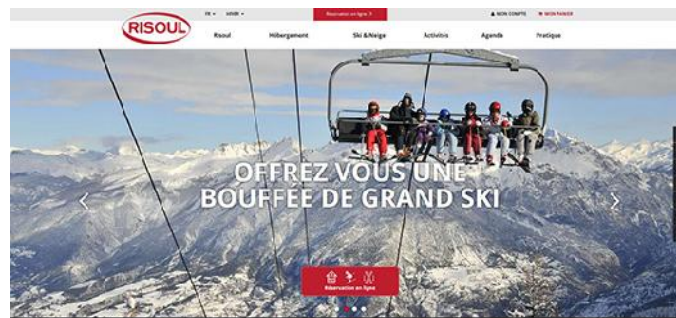 FR HIVER Réservation en ligne MON COMPTE MON PANIER
RISOUL
Risoul Hébergement Ski & Neige Activités Agenda Pratique
OFFREZ VOUS UNE
BOUFFÉE DE GRAND SKI
Réservation en ligne